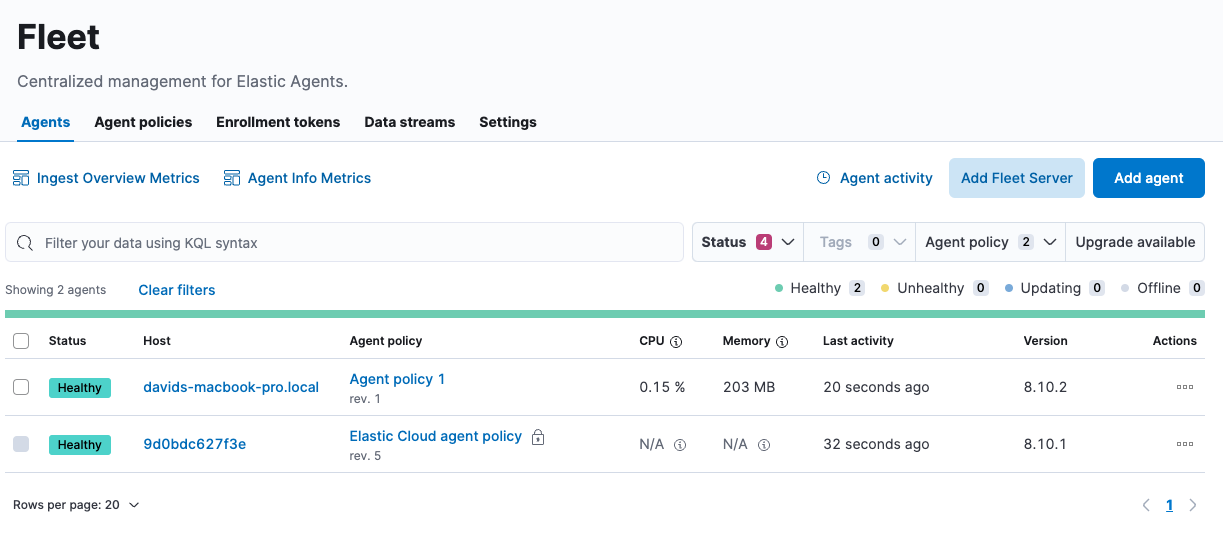 Fleet
Centralized management for Elastic Agents.
Agents Agent policies Enrollment tokens Data streams Settings
Ingest Overview Metrics Agent Info Metrics Agent activity Add Fleet Server Add agent
Filter your data using KQL syntax Status 4 Tags 0 Agent policy 2 Upgrade available
Showing 2 agents Clear filters Healthy 2 Unhealthy 0 Updating 0 Offline 0
Status Host Agent policy CPU Memory Last activity Version Actions
Healthy davids-macbook-pro.local Agent policy 1 0.15 % 203 MB 20 seconds ago 8.10.2
rev. 1
Healthy 9d0bdc627f3e Elastic Cloud agent policy N/A N/A 32 seconds ago 8.10.1
rev. 5
Rows per page: 20 1